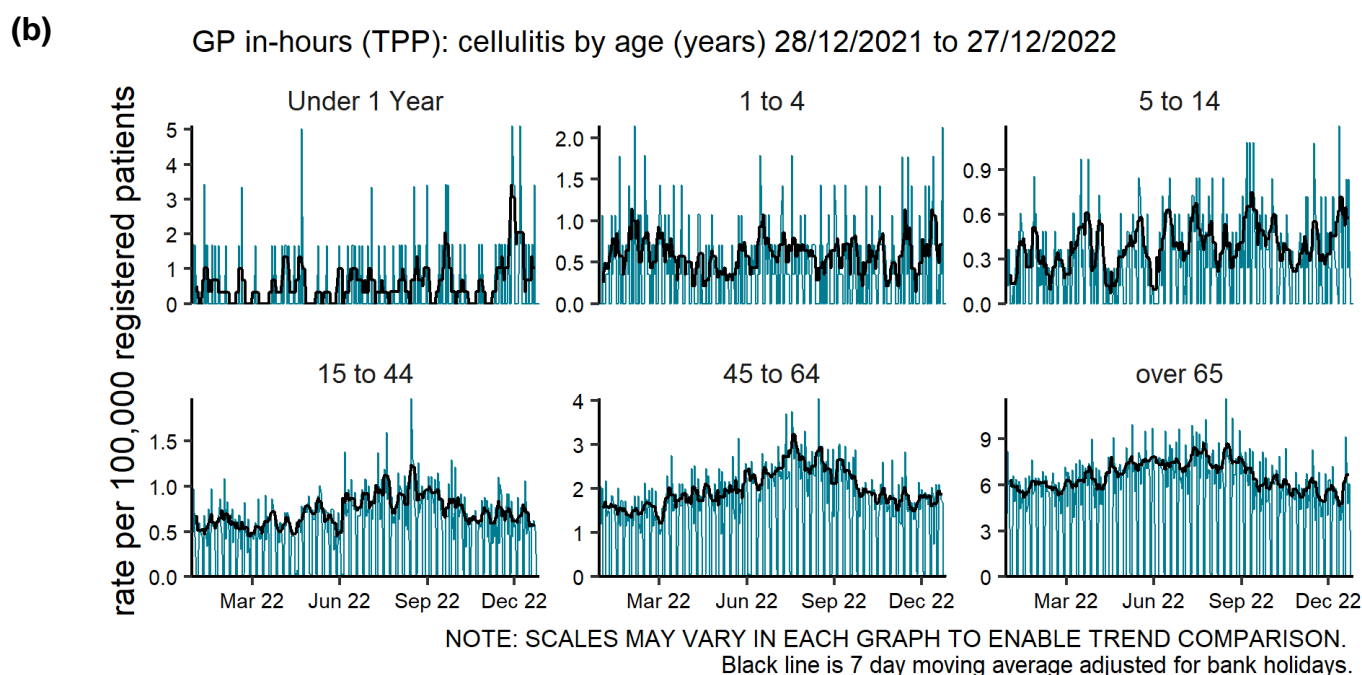 (b)
GP in-hours (TPP): cellulitis by age (years) 28/12/2021 to 27/12/2022
rate per 100,000 registered patients
Under 1 Year
5
4
3
2
1
0
1 to 4
2.0
1.5
1.0
0.5
0.0
5 to 14
0.9
0.6
0.3
0.0
15 to 44
1.5
1.0
0.5
0.0
Mar 22 Jun 22 Sep 22 Dec 22
45 to 64
4
3
2
1
0
Mar 22 Jun 22 Sep 22 Dec 22
over 65
9
6
3
0
Mar 22 Jun 22 Sep 22 Dec 22
NOTE: SCALES MAY VARY IN EACH GRAPH TO ENABLE TREND COMPARISON.
Black line is 7 day moving average adjusted for bank holidays.